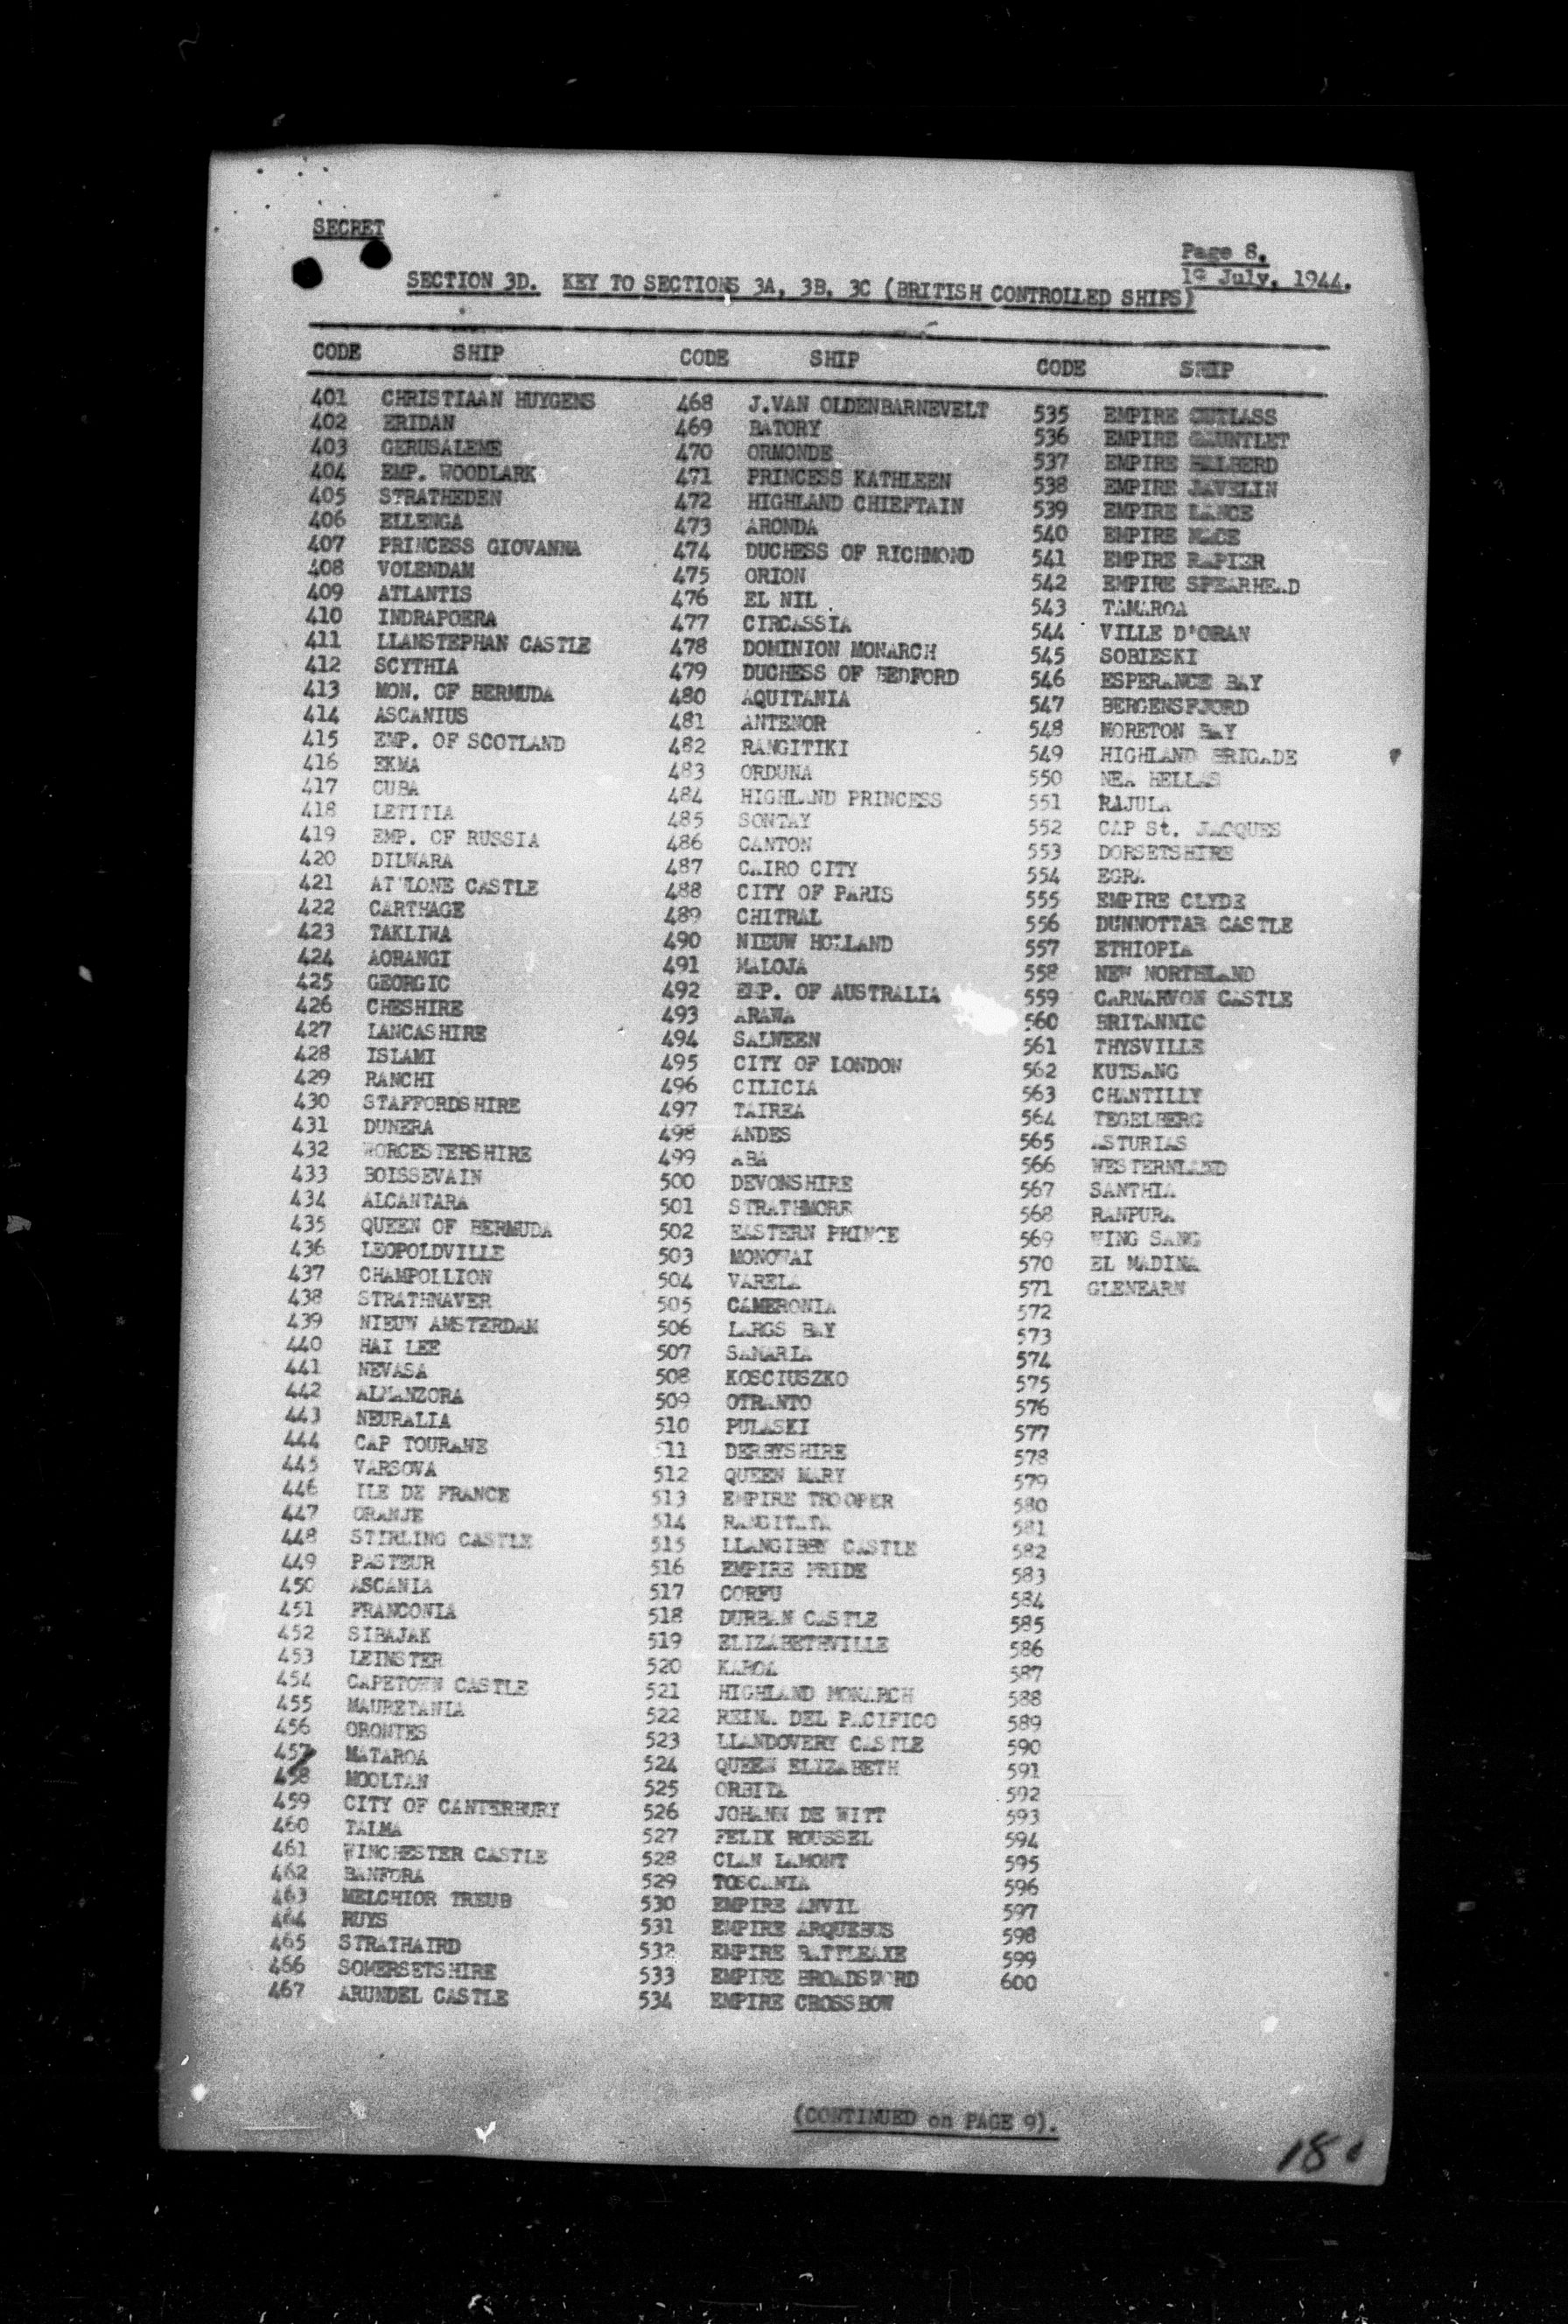 SECRET
Page 8.
19 July, 1944.
SECTION 3D. KEY TO SECTIONS 3A, 3B, 3C (BRITISH CONTROLLED SHIPS)
CODE SHIP CODE SHIP CODE SHIP
401 CHRISTIAAN HUYGENS 468 J.VAN OLDENBARNEVELT 535 EMPIRE CUTLASS
402 ERIDAN 469 BATORY 536 EMPIRE GAUNTLET
403 GERUSALEME 470 ORMONDE 537 EMPIRE HALBERD
404 EMP. WOODLARK 471 PRINCESS KATHLEEN 538 EMPIRE JAVELIN
405 STRATHEDEN 472 HIGHLAND CHIEFTAIN 539 EMPIRE LANCE
406 ELLENGA 473 ARONDA 540 EMPIRE MACE
407 PRINCESS GIOVANNA 474 DUCHESS OF RICHMOND 541 EMPIRE RAPIER
408 VOLENDAM 475 ORION 542 EMPIRE SPEARHEAD
409 ATLANTIS 476 EL NIL 543 TAMAROA
410 INDRAPOERA 477 CIRCASSIA 544 VILLE D'ORAN
411 LLANSTEPHAN CASTLE 478 DOMINION MONARCH 545 SOBIESKI
412 SCYTHIA 479 DUCHESS OF BEDFORD 546 ESPERANCE BAY
413 MON. OF BERMUDA 480 AQUITANIA 547 BERGENSFJORD
414 ASCANIUS 481 ANTENOR 548 MORETON BAY
415 EMP. OF SCOTLAND 482 RANGITIKI 549 HIGHLAND BRIGADE
416 EKMA 483 ORDUNA 550 NEA HELLAS
417 CUBA 484 HIGHLAND PRINCESS 551 RAJULA
418 LETITIA 485 SONTAY 552 CAP St. JACQUES
419 EMP. OF RUSSIA 486 CANTON 553 DORSETSHIRE
420 DILWARA 487 CAIRO CITY 554 EGRA
421 ATHLONE CASTLE 488 CITY OF PARIS 555 EMPIRE CLYDE
422 CARTHAGE 489 CHITRAL 556 DUNNOTTAR CASTLE
423 TAKLIWA 490 NIEUW HOLLAND 557 ETHIOPIA
424 AORANGI 491 MALOJA 558 NEW NORTHLAND
425 GEORGIC 492 EMP. OF AUSTRALIA 559 CARNARVON CASTLE
426 CHESHIRE 493 ARAWA 560 BRITANNIC
427 LANCASHIRE 494 SALWEEN 561 THYSVILLE
428 ISLAMI 495 CITY OF LONDON 562 KUTSANG
429 RANCHI 496 CILICIA 563 CHANTILLY
430 STAFFORDSHIRE 497 TAIREA 564 TEGELBERG
431 DUNERA 498 ANDES 565 ASTURIAS
432 WORCESTERSHIRE 499 ABA 566 WESTERNLAND
433 BOISSEVAIN 500 DEVONSHIRE 567 SANTHIA
434 ALCANTARA 501 STRATHMORE 568 RANPURA
435 QUEEN OF BERMUDA 502 EASTERN PRINCE 569 WING SANG
436 LEOPOLDVILLE 503 MONOWAI 570 EL MADINA
437 CHAMPOLLION 504 VARELA 571 GLENEARN
438 STRATHNAVER 505 CAMERONIA 572
439 NIEUW AMSTERDAM 506 LARGS BAY 573
440 HAI LEE 507 SAMARIA 574
441 NEVASA 508 KOSCIUSZKO 575
442 ALMANZORA 509 OTRANTO 576
443 NEURALIA 510 PULASKI 577
444 CAP TOURANE 511 DERBYSHIRE 578
445 VARSOVA 512 QUEEN MARY 579
446 ILE DE FRANCE 513 EMPIRE TROOPER 580
447 ORANJE 514 RANGITATA 581
448 STIRLING CASTLE 515 LLANGIBBY CASTLE 582
449 PASTEUR 516 EMPIRE PRIDE 583
450 ASCANIA 517 CORFU 584
451 FRANCONIA 518 DURBAN CASTLE 585
452 SIBAJAK 519 ELIZABETHVILLE 586
453 LEINSTER 520 KAROA 587
454 CAPETOWN CASTLE 521 HIGHLAND MONARCH 588
455 MAURETANIA 522 REINA DEL PACIFICO 589
456 ORONTES 523 LLANDOVERY CASTLE 590
457 MATAROA 524 QUEEN ELIZABETH 591
458 MOOLTAN 525 ORBITA 592
459 CITY OF CANTERBURY 526 JOHANN DE WITT 593
460 TALMA 527 FELIX ROUSSEL 594
461 WINCHESTER CASTLE 528 CLAN LAMONT 595
462 BANFORA 529 TOSCANIA 596
463 MELCHIOR TREUB 530 EMPIRE ANVIL 597
464 RUYS 531 EMPIRE ARQUEBUS 598
465 STRATHAIRD 532 EMPIRE BATTLEAXE 599
466 SOMERSETSHIRE 533 EMPIRE BROADSWORD 600
467 ARUNDEL CASTLE 534 EMPIRE CROSSBOW
(CONTINUED on PAGE 9).
18